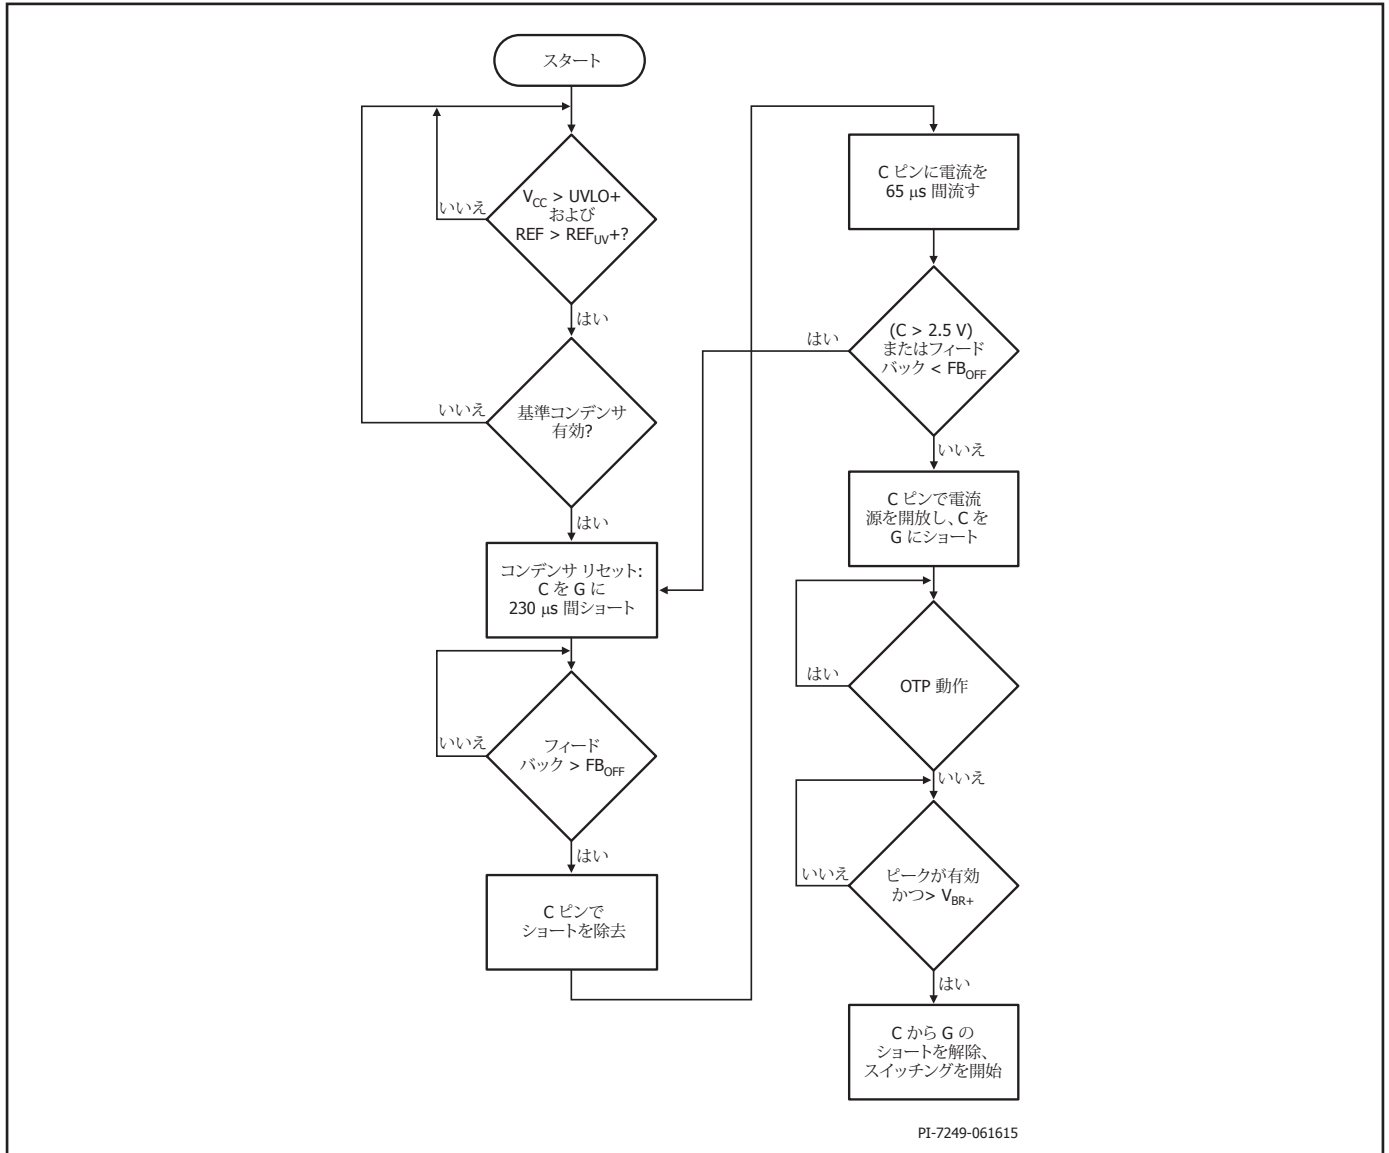 スタート
V_CC > UVLO+
および
REF > REF_UV+?
いいえ
はい
基準コンデンサ
有効?
いいえ
はい
コンデンサ リセット:
C を G に
230 μs 間ショート
フィード
バック > FB_OFF
いいえ
はい
C ピンで
ショートを除去
C ピンに電流を
65 μs 間流す
(C > 2.5 V)
またはフィード
バック < FB_OFF
はい
いいえ
C ピンで電流
源を開放し、C を
G にショート
OTP 動作
はい
いいえ
ピークが有効
かつ> V_BR+
いいえ
はい
C から G の
ショートを解除、
スイッチングを開始
PI-7249-061615